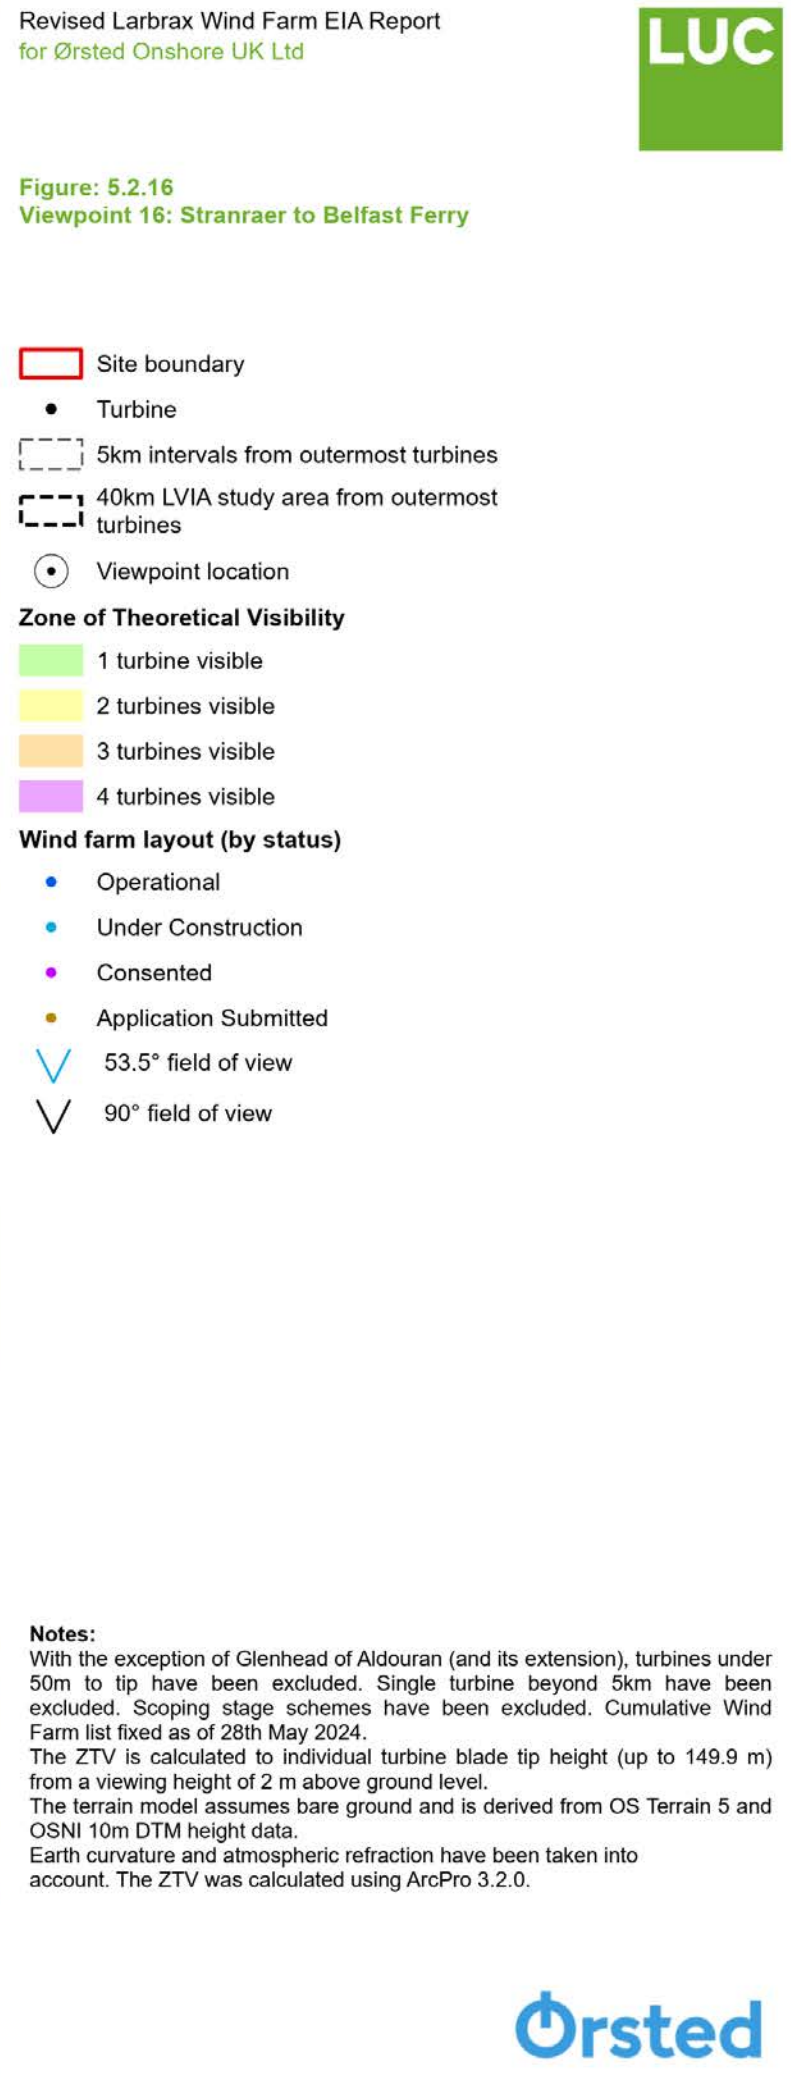 Revised Larbrax Wind Farm EIA Report
for Ørsted Onshore UK Ltd
LUC
Figure: 5.2.16
Viewpoint 16: Stranraer to Belfast Ferry
Site boundary
Turbine
5km intervals from outermost turbines
40km LVIA study area from outermost
turbines
Viewpoint location
Zone of Theoretical Visibility
1 turbine visible
2 turbines visible
3 turbines visible
4 turbines visible
Wind farm layout (by status)
Operational
Under Construction
Consented
Application Submitted
53.5° field of view
90° field of view
Notes:
With the exception of Glenhead of Aldouran (and its extension), turbines under
50m to tip have been excluded. Single turbine beyond 5km have been
excluded. Scoping stage schemes have been excluded. Cumulative Wind
Farm list fixed as of 28th May 2024.
The ZTV is calculated to individual turbine blade tip height (up to 149.9 m)
from a viewing height of 2 m above ground level.
The terrain model assumes bare ground and is derived from OS Terrain 5 and
OSNI 10m DTM height data.
Earth curvature and atmospheric refraction have been taken into
account. The ZTV was calculated using ArcPro 3.2.0.
Ørsted